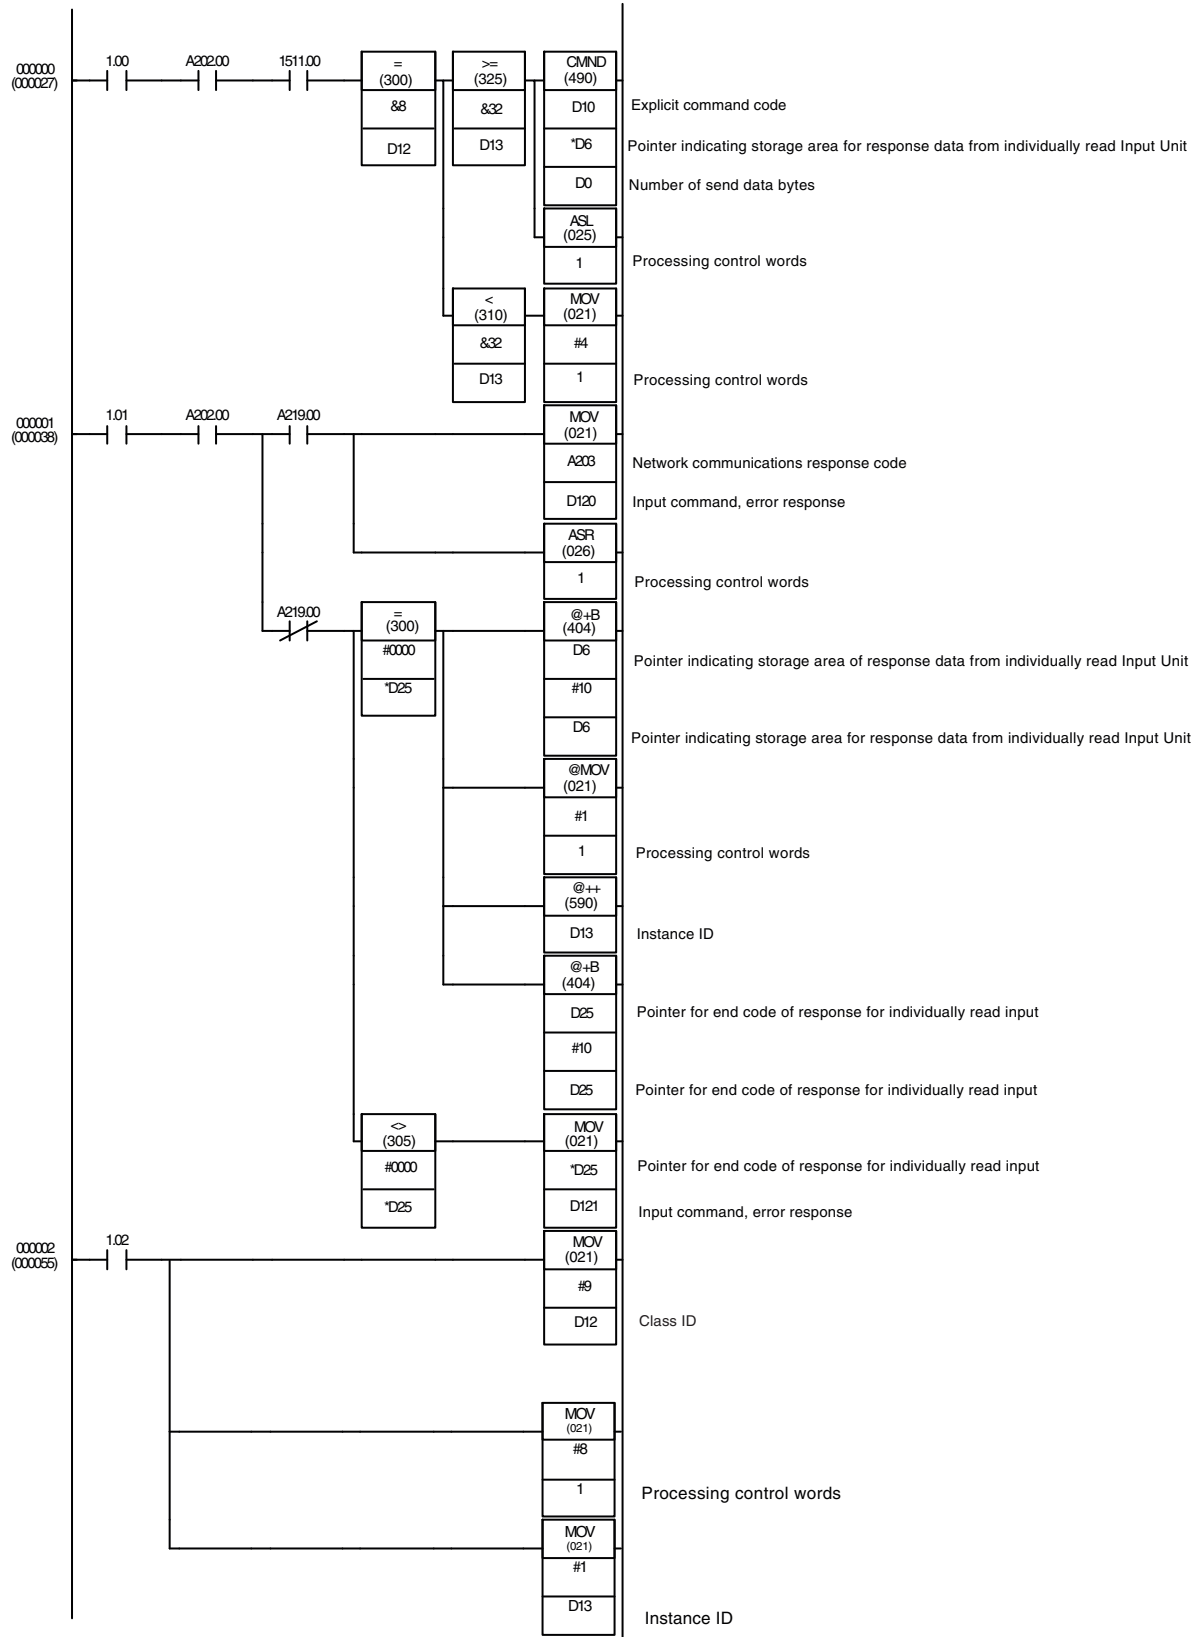 1.00 A202.00 1511.00
000000
(000027)
=
(300)
&8
D12
>=
(325)
&32
D13
CMND
(490)
D10 Explicit command code
*D6 Pointer indicating storage area for response data from individually read Input Unit
D0 Number of send data bytes
ASL
(025)
1 Processing control words
<
(310)
&32
D13
MOV
(021)
#4
1 Processing control words
1.01 A202.00 A219.00
000001
(000038)
MOV
(021)
A203 Network communications response code
D120 Input command, error response
ASR
(026)
1 Processing control words
A219.00
=
(300)
#0000
*D25
@+B
(404)
D6 Pointer indicating storage area of response data from individually read Input Unit
#10
D6 Pointer indicating storage area for response data from individually read Input Unit
@MOV
(021)
#1
1 Processing control words
@++
(590)
D13 Instance ID
@+B
(404)
D25 Pointer for end code of response for individually read input
#10
D25 Pointer for end code of response for individually read input
<>
(305)
#0000
*D25
MOV
(021)
*D25 Pointer for end code of response for individually read input
D121 Input command, error response
1.02
000002
(000055)
MOV
(021)
#9
D12 Class ID
MOV
(021)
#8
1 Processing control words
MOV
(021)
#1
D13 Instance ID